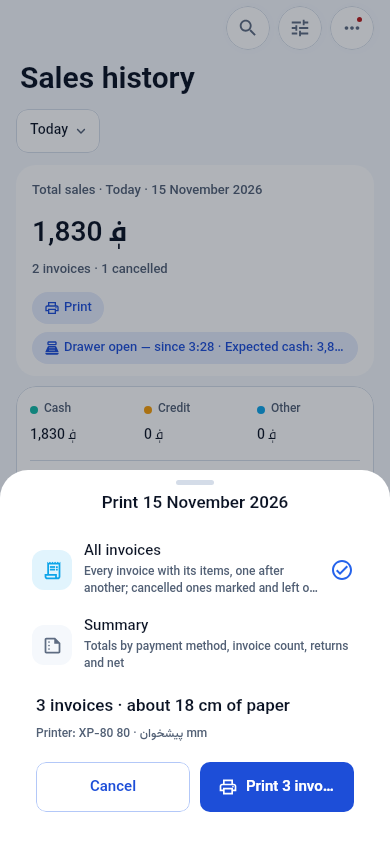 Sales history
Today
Total sales · Today · 15 November 2026
1,830 ؋
2 invoices · 1 cancelled
Print
Drawer open — since 3:28 · Expected cash: 3,8…
Cash
Credit
Other
1,830 ؋
0 ؋
0 ؋
Print 15 November 2026
All invoices
Every invoice with its items, one after
another; cancelled ones marked and left o…
Summary
Totals by payment method, invoice count, returns
and net
3 invoices · about 18 cm of paper
Printer: XP-80 پیشخوان · 80 mm
Cancel
Print 3 invo…